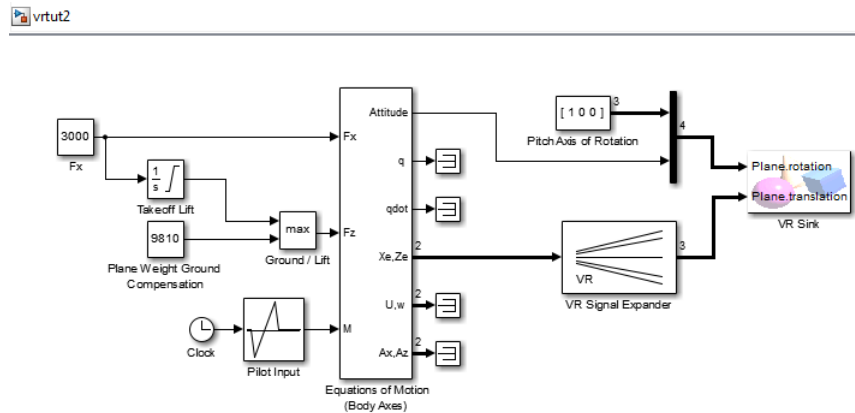 vrtut2
3000
Fx
1
s
Takeoff Lift
9810
Plane Weight Ground
Compensation
max
Ground / Lift
Clock
Pilot Input
Fx
Fz
M
Attitude
q
qdot
Xe,Ze
U,w
Ax,Az
Equations of Motion
(Body Axes)
2
2
2
[ 1 0 0 ]
3
Pitch Axis of Rotation
4
VR
VR Signal Expander
3
Plane.rotation
Plane.translation
VR Sink